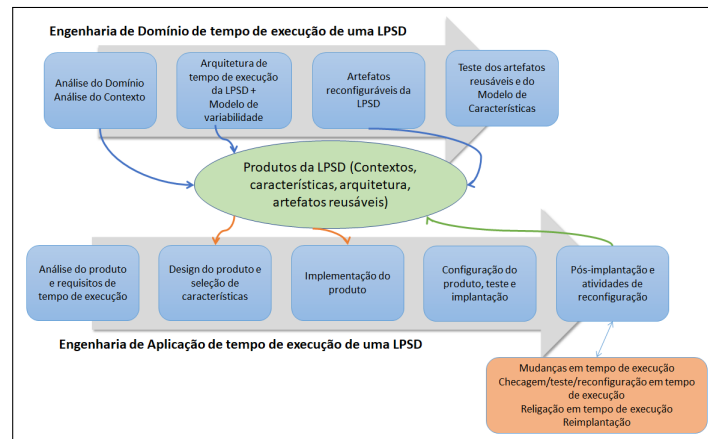 Engenharia de Domínio de tempo de execução de uma LPSD
Análise do Domínio
Análise do Contexto
Arquitetura de
tempo de execução
da LPSD +
Modelo de
variabilidade
Artefatos
reconfiguráveis da
LPSD
Teste dos artefatos
reusáveis e do
Modelo de
Características
Produtos da LPSD (Contextos,
características, arquitetura,
artefatos reusáveis)
Análise do produto
e requisitos de
tempo de execução
Design do produto e
seleção de
características
Implementação do
produto
Configuração do
produto, teste e
implantação
Pós-implantação e
atividades de
reconfiguração
Engenharia de Aplicação de tempo de execução de uma LPSD
Mudanças em tempo de execução
Checagem/teste/reconfiguração em tempo
de execução
Religação em tempo de execução
Reimplantação